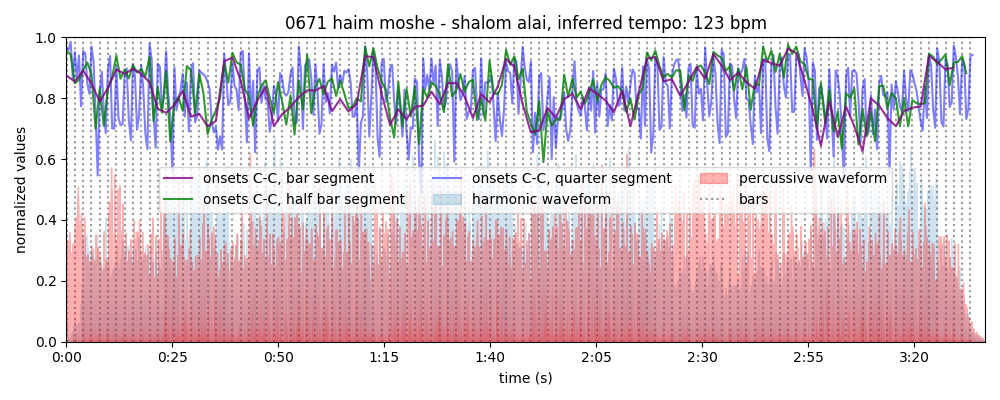 0671 haim moshe - shalom alai, inferred tempo: 123 bpm
normalized values
1.0
0.8
0.6
0.4
0.2
0.0
onsets C-C, bar segment
onsets C-C, half bar segment
onsets C-C, quarter segment
harmonic waveform
percussive waveform
bars
0:00 0:25 0:50 1:15 1:40 2:05 2:30 2:55 3:20
time (s)